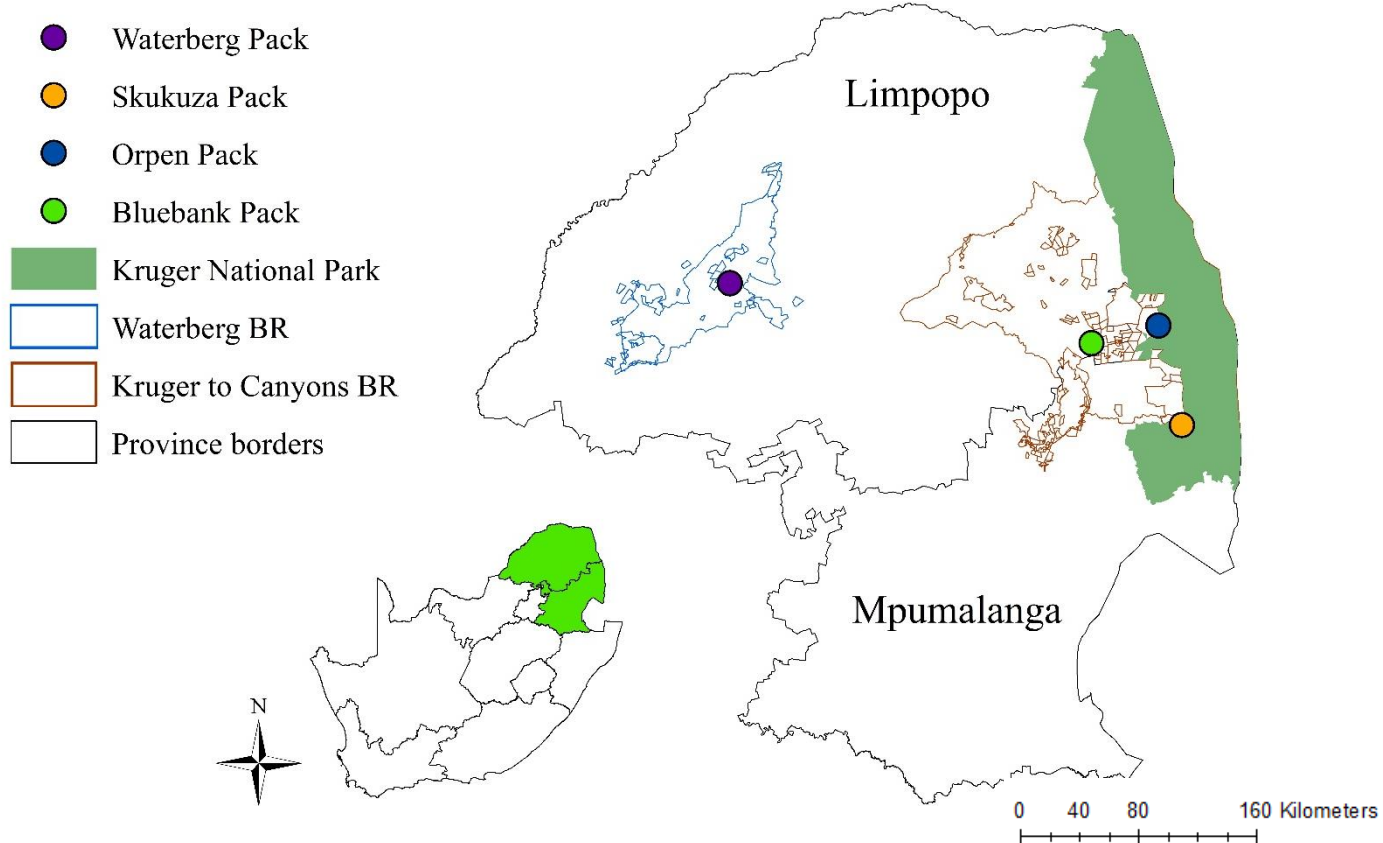 Waterberg Pack
Skukuza Pack
Orpen Pack
Bluebank Pack
Kruger National Park
Waterberg BR
Kruger to Canyons BR
Province borders
Limpopo
Mpumalanga
N
0 40 80 160 Kilometers